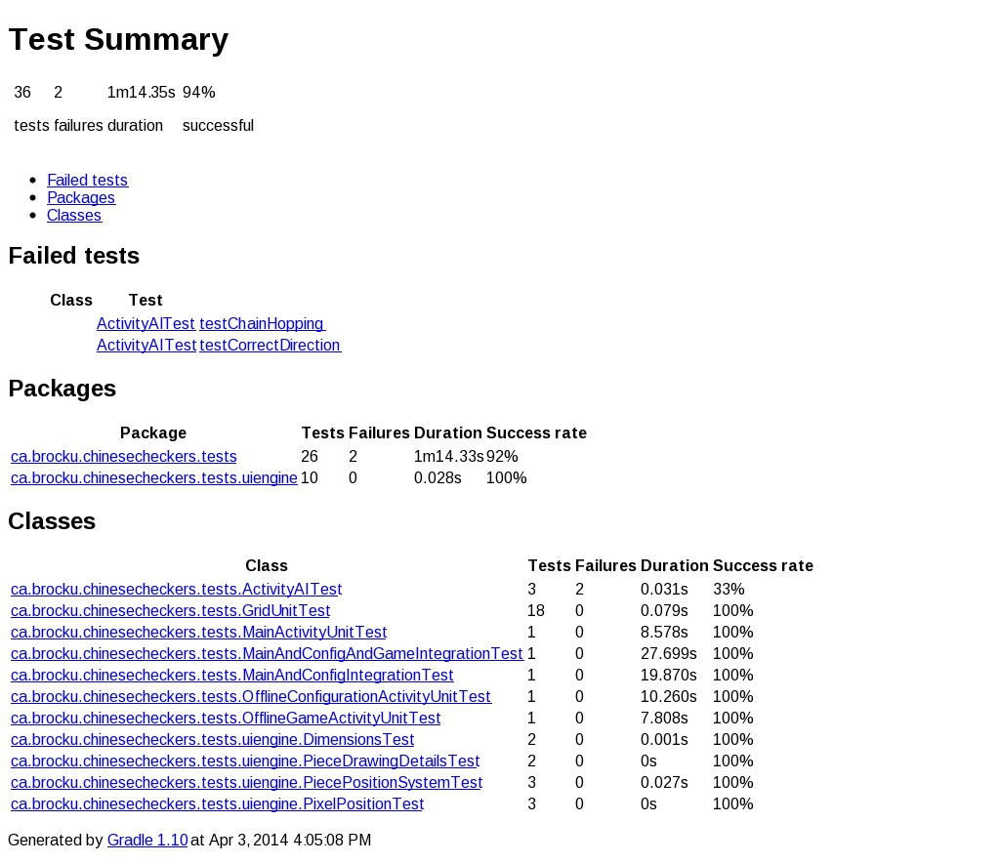 Test Summary
36 2 1m14.35s 94%
tests failures duration successful
Failed tests
Packages
Classes
Failed tests
Class Test
ActivityAITest testChainHopping
ActivityAITest testCorrectDirection
Packages
Package Tests Failures Duration Success rate
ca.brocku.chinesecheckers.tests 26 2 1m14.33s 92%
ca.brocku.chinesecheckers.tests.uiengine 10 0 0.028s 100%
Classes
Class Tests Failures Duration Success rate
ca.brocku.chinesecheckers.tests.ActivityAITest 3 2 0.031s 33%
ca.brocku.chinesecheckers.tests.GridUnitTest 18 0 0.079s 100%
ca.brocku.chinesecheckers.tests.MainActivityUnitTest 1 0 8.578s 100%
ca.brocku.chinesecheckers.tests.MainAndConfigAndGameIntegrationTest 1 0 27.699s 100%
ca.brocku.chinesecheckers.tests.MainAndConfigIntegrationTest 1 0 19.870s 100%
ca.brocku.chinesecheckers.tests.OfflineConfigurationActivityUnitTest 1 0 10.260s 100%
ca.brocku.chinesecheckers.tests.OfflineGameActivityUnitTest 1 0 7.808s 100%
ca.brocku.chinesecheckers.tests.uiengine.DimensionsTest 2 0 0.001s 100%
ca.brocku.chinesecheckers.tests.uiengine.PieceDrawingDetailsTest 2 0 0s 100%
ca.brocku.chinesecheckers.tests.uiengine.PiecePositionSystemTest 3 0 0.027s 100%
ca.brocku.chinesecheckers.tests.uiengine.PixelPositionTest 3 0 0s 100%
Generated by Gradle 1.10 at Apr 3, 2014 4:05:08 PM